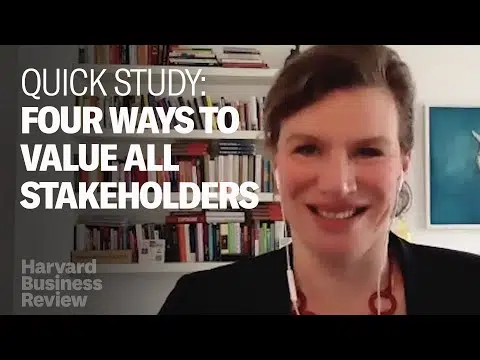 QUICK STUDY:
FOUR WAYS TO
VALUE ALL
STAKEHOLDERS
Harvard
Business
Review